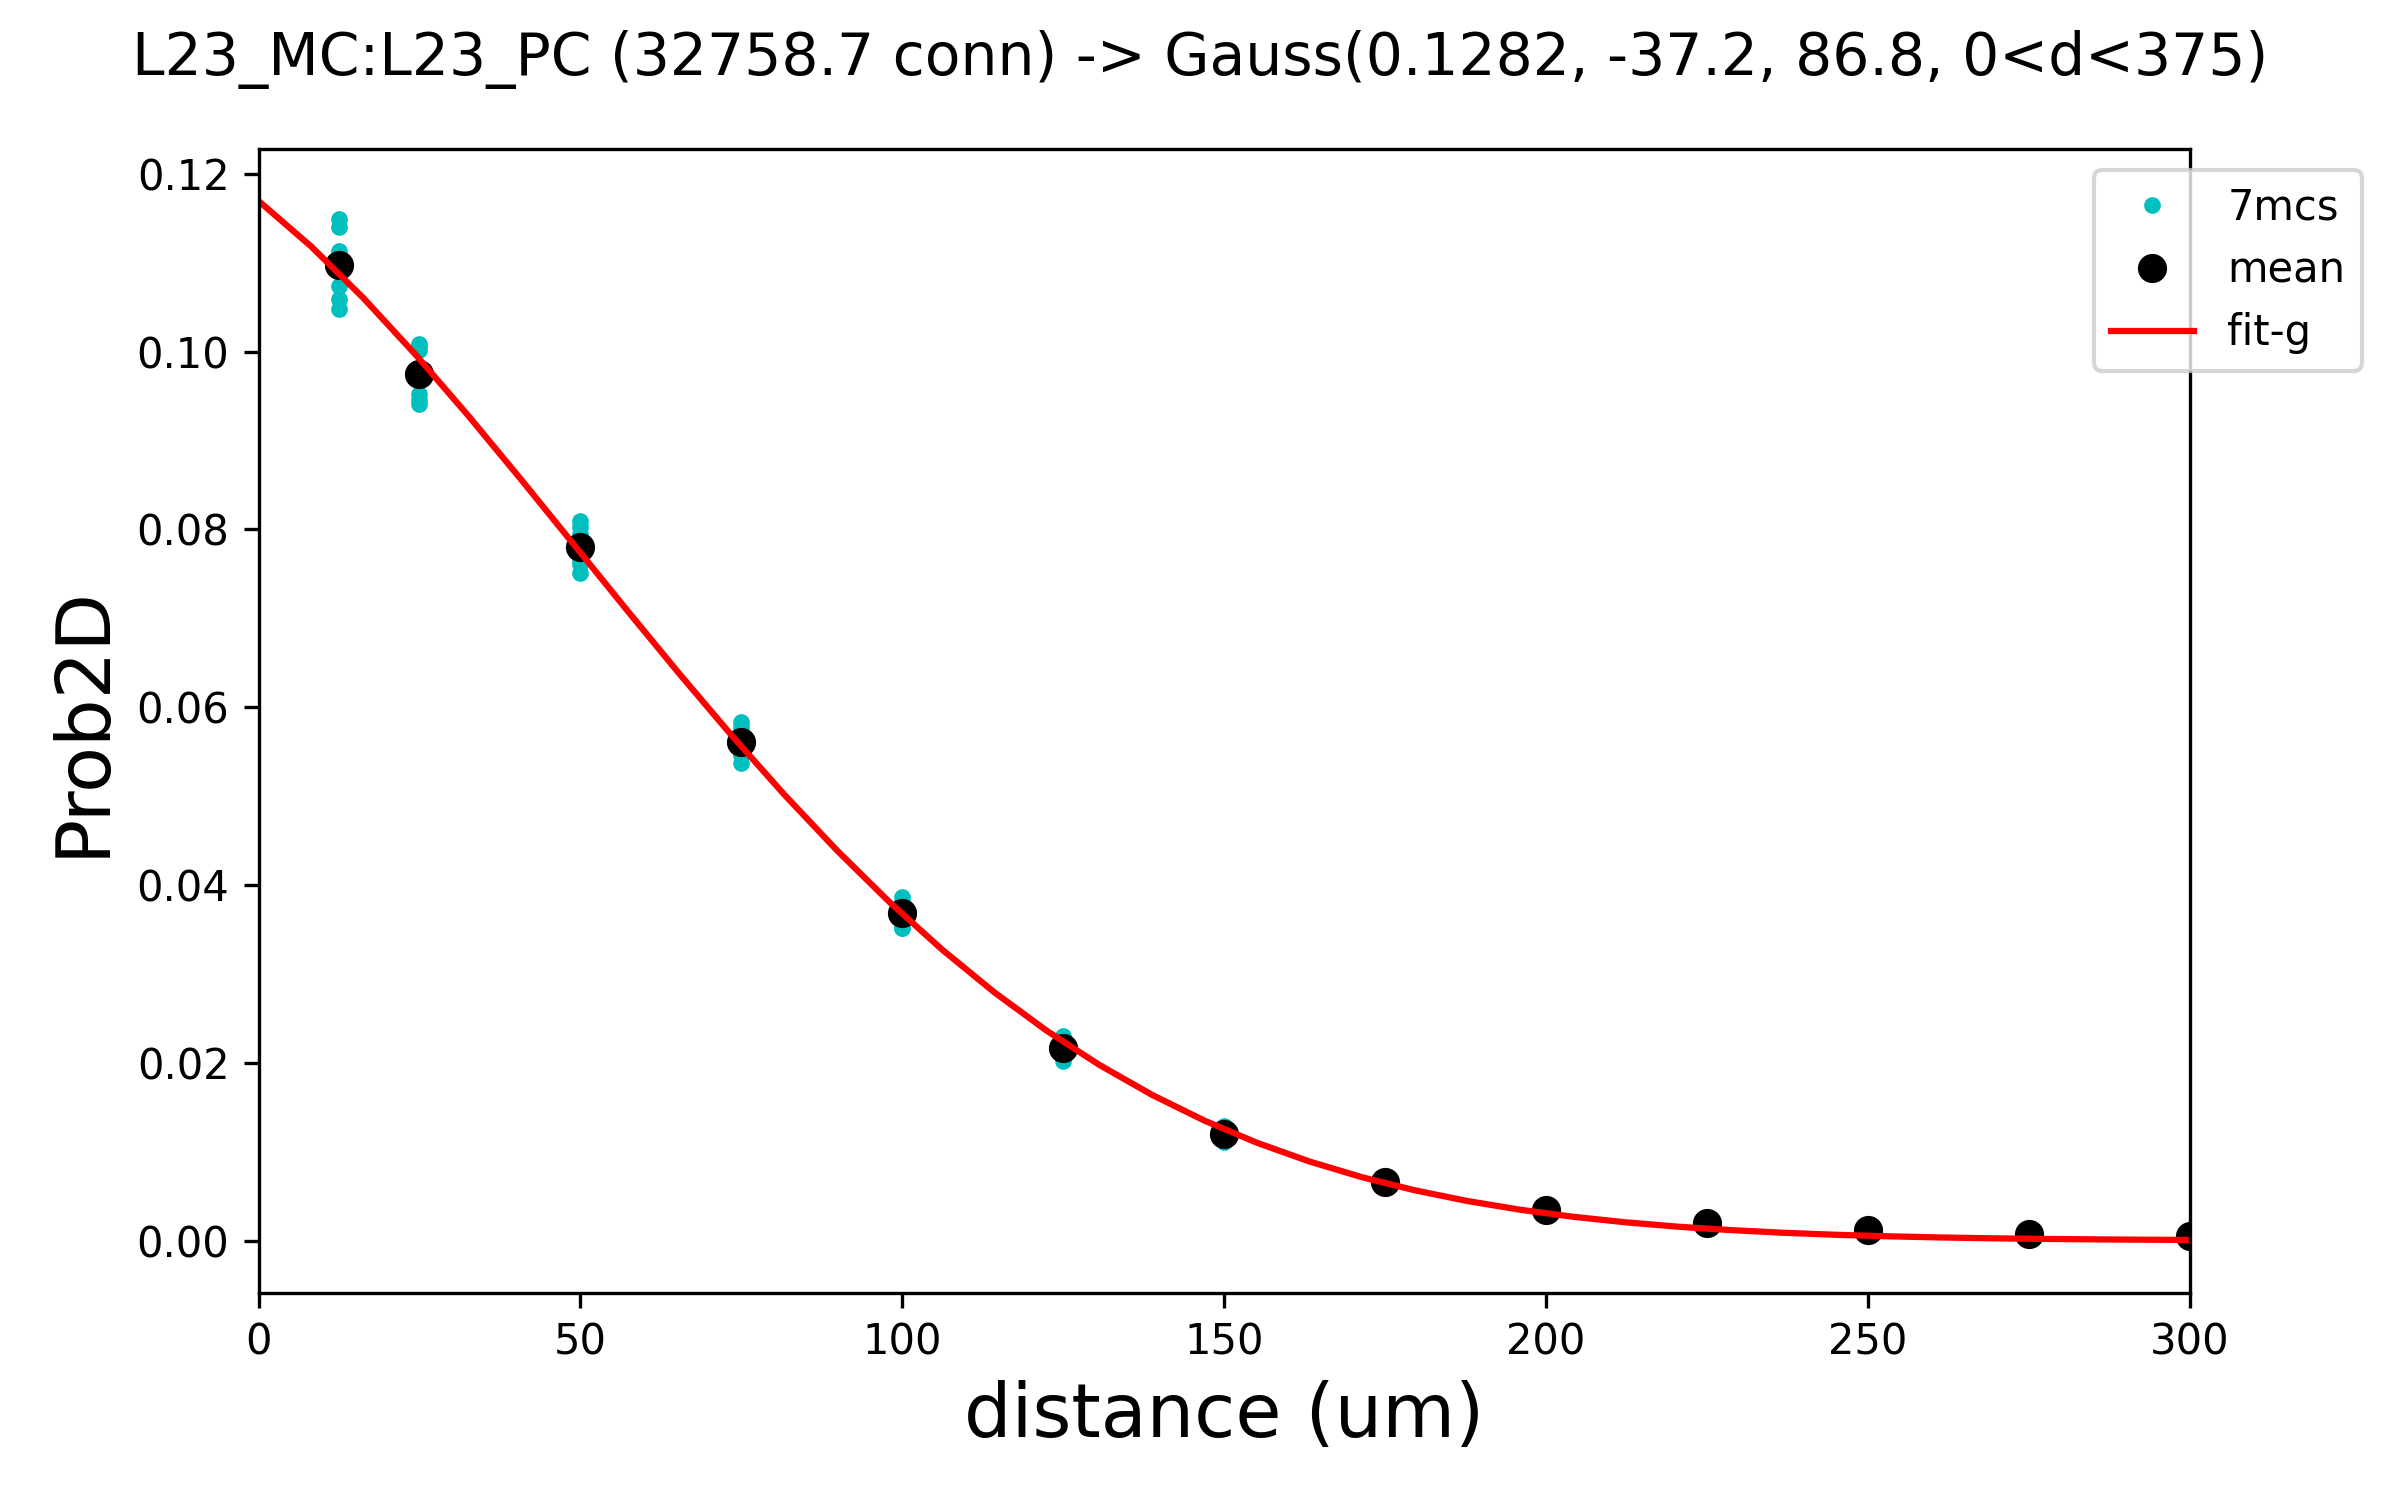 L23_MC:L23_PC (32758.7 conn) -> Gauss(0.1282, -37.2, 86.8, 0<d<375)
0.12
0.10
0.08
0.06
0.04
0.02
0.00
Prob2D
7mcs
mean
fit-g
0 50 100 150 200 250 300
distance (um)